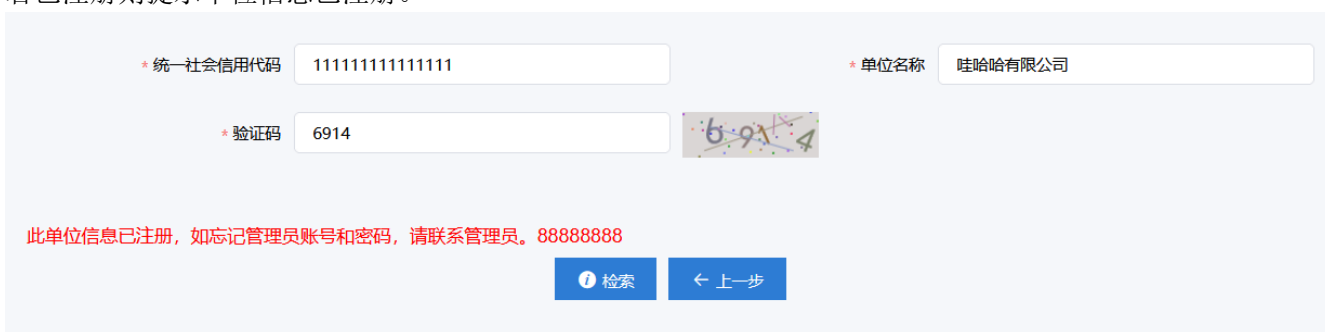 * 统一社会信用代码 111111111111111 * 单位名称 哇哈哈有限公司
* 验证码 6914 6914
此单位信息已注册，如忘记管理员账号和密码，请联系管理员。88888888
检索 上一步